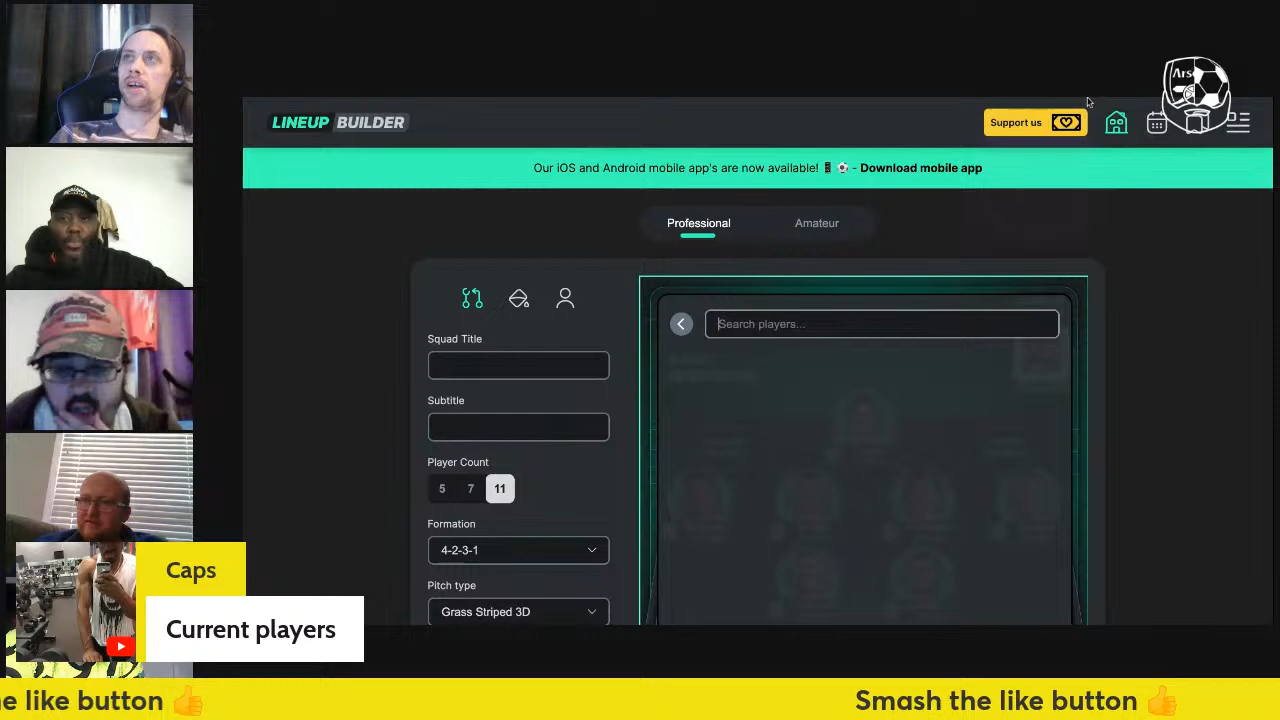 LINEUP BUILDER
Support us
Arse
Our iOS and Android mobile app's are now available! - Download mobile app
Professional
Amateur
Search players...
Squad Title
Subtitle
Player Count
5 7 11
Formation
4-2-3-1
Pitch type
Grass Striped 3D
Caps
Current players
e like button 👍
Smash the like button 👍